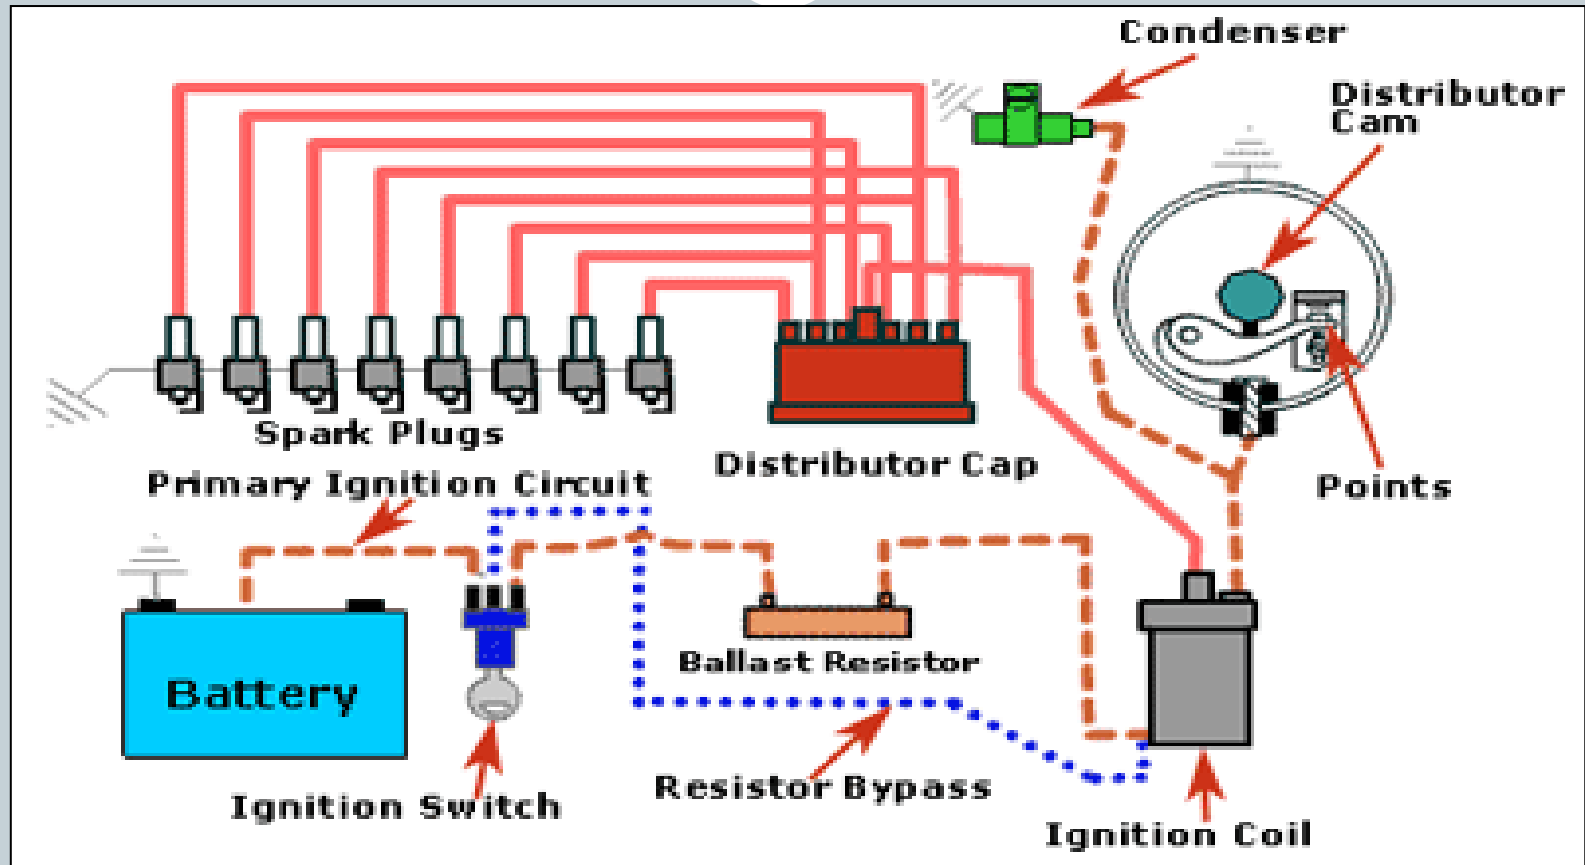 Condenser
Distributor
Cam
Spark Plugs
Distributor Cap
Primary Ignition Circuit
Points
Battery
Ballast Resistor
Resistor Bypass
Ignition Switch
Ignition Coil